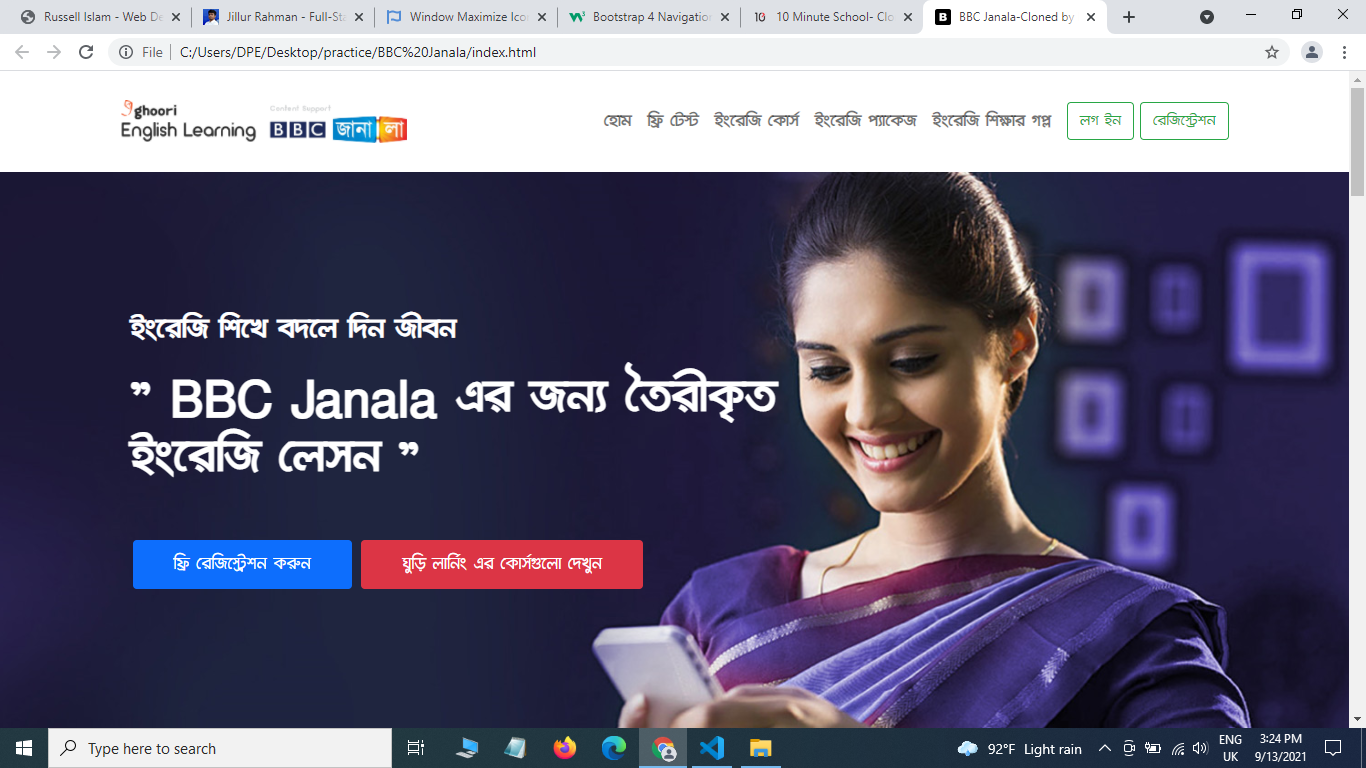 Russell Islam - Web De
Jillur Rahman - Full-Sta
Window Maximize Ico
Bootstrap 4 Navigation
10 Minute School- Clo
BBC Janala-Cloned by
File
C:/Users/DPE/Desktop/practice/BBC%20Janala/index.html
ghoori
English Learning
Content Support
BBC জানালা
হোম
ফ্রি টেস্ট
ইংরেজি কোর্স
ইংরেজি প্যাকেজ
ইংরেজি শিক্ষার গল্প
লগ ইন
রেজিস্ট্রেশন
ইংরেজি শিখে বদলে দিন জীবন
” BBC Janala এর জন্য তৈরীকৃত
ইংরেজি লেসন ”
ফ্রি রেজিস্ট্রেশন করুন
ঘুড়ি লার্নিং এর কোর্সগুলো দেখুন
Type here to search
92°F Light rain
ENG
UK
3:24 PM
9/13/2021